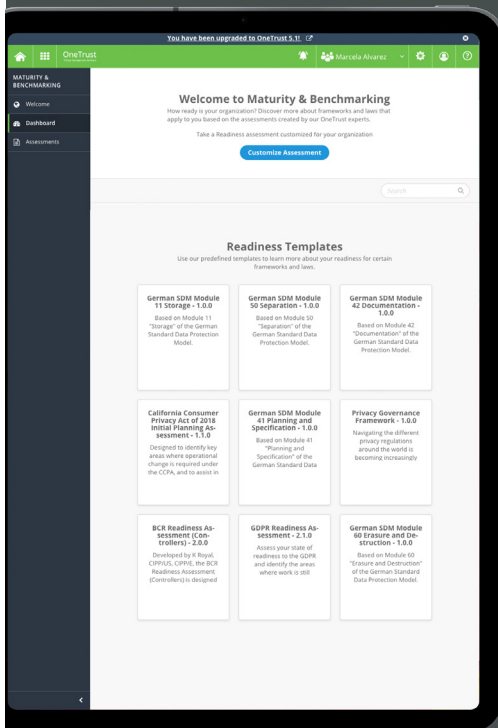 You have been upgraded to OneTrust 5.1!
OneTrust
Marcela Alvarez
MATURITY &
BENCHMARKING
Welcome
Dashboard
Assessments
Welcome to Maturity & Benchmarking
How ready is your organization? Discover more about frameworks and laws that
apply to you based on the assessments created by our OneTrust experts.
Take a Readiness assessment customized for your organization
Customize Assessment
Search
Readiness Templates
Use our predefined templates to learn more about your readiness for certain
frameworks and laws.
German SDM Module
11 Storage - 1.0.0
Based on Module 11
"Storage" of the German
Standard Data Protection
Model.
German SDM Module
50 Separation - 1.0.0
Based on Module 50
"Separation" of the
German Standard Data
Protection Model.
German SDM Module
42 Documentation -
1.0.0
Based on Module 42
"Documentation" of the
German Standard Data
Protection Model.
California Consumer
Privacy Act of 2018
Initial Planning As-
sessment - 1.1.0
Designed to identify key
areas where operational
change is required under
the CCPA, and to assist in
German SDM Module
41 Planning and
Specification - 1.0.0
Based on Module 41
"Planning and
Specification" of the
German Standard Data
Privacy Governance
Framework - 1.0.0
Navigating the different
privacy regulations
around the world is
becoming increasingly
BCR Readiness As-
sessment (Con-
trollers) - 2.0.0
Developed by K Royal,
CIPP/US, CIPP/E, the BCR
Readiness Assessment
(Controllers) is designed
GDPR Readiness As-
sessment - 2.1.0
Assess your state of
readiness to the GDPR
and identify the areas
where work is still
German SDM Module
60 Erasure and De-
struction - 1.0.0
Based on Module 60
"Erasure and Destruction"
of the German Standard
Data Protection Model.